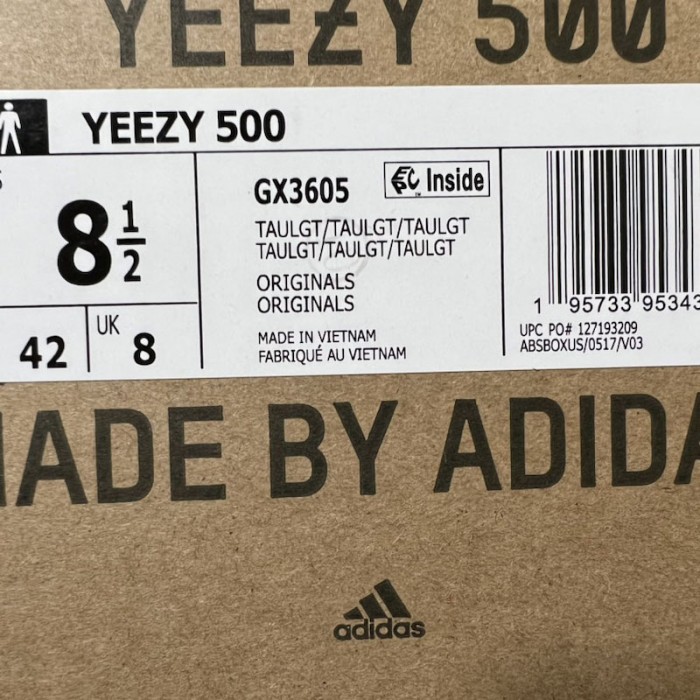 YEEZY 500
YEEZY 500
8 1/2
42
UK
8
GX3605
Inside
TAULGT/TAULGT/TAULGT
TAULGT/TAULGT/TAULGT
ORIGINALS
ORIGINALS
MADE IN VIETNAM
FABRIQUÉ AU VIETNAM
1 95733 95343
UPC PO# 127193209
ABSBOXUS/0517/V03
MADE BY ADIDA
adidas